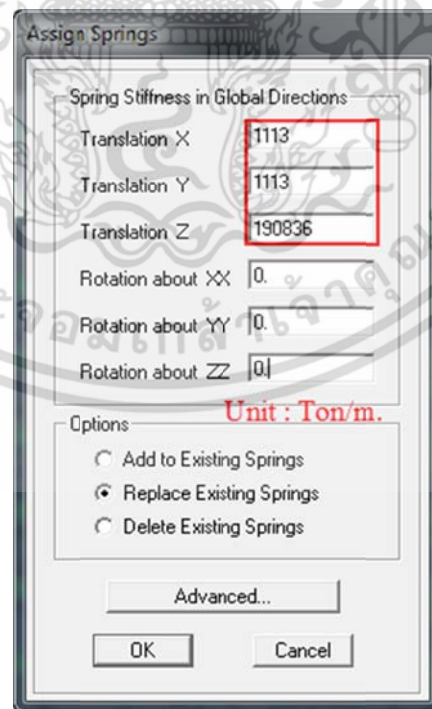 Assign Springs
Spring Stiffness in Global Directions
Translation X 1113
Translation Y 1113
Translation Z 190836
Rotation about XX 0.
Rotation about YY 0.
Rotation about ZZ 0.
Unit : Ton/m.
Options
Add to Existing Springs
Replace Existing Springs
Delete Existing Springs
Advanced...
OK Cancel